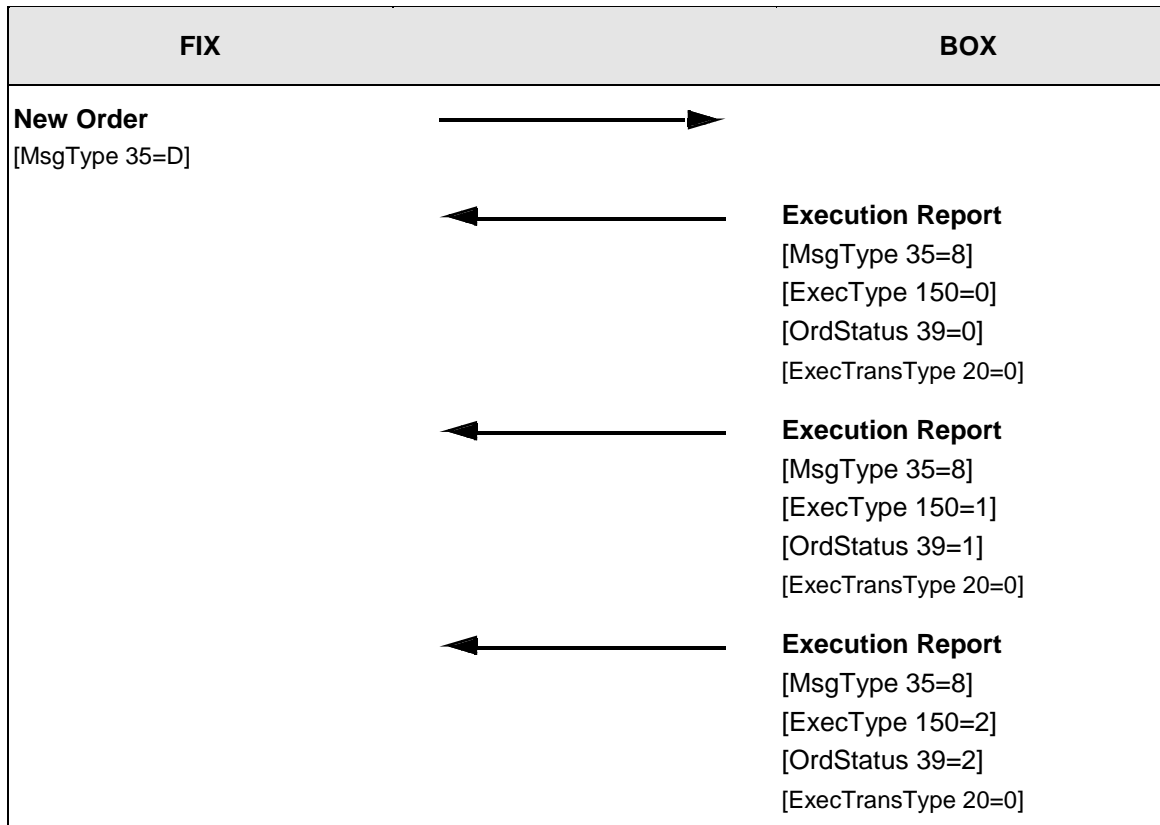 FIX
BOX
New Order
[MsgType 35=D]
Execution Report
[MsgType 35=8]
[ExecType 150=0]
[OrdStatus 39=0]
[ExecTransType 20=0]
Execution Report
[MsgType 35=8]
[ExecType 150=1]
[OrdStatus 39=1]
[ExecTransType 20=0]
Execution Report
[MsgType 35=8]
[ExecType 150=2]
[OrdStatus 39=2]
[ExecTransType 20=0]